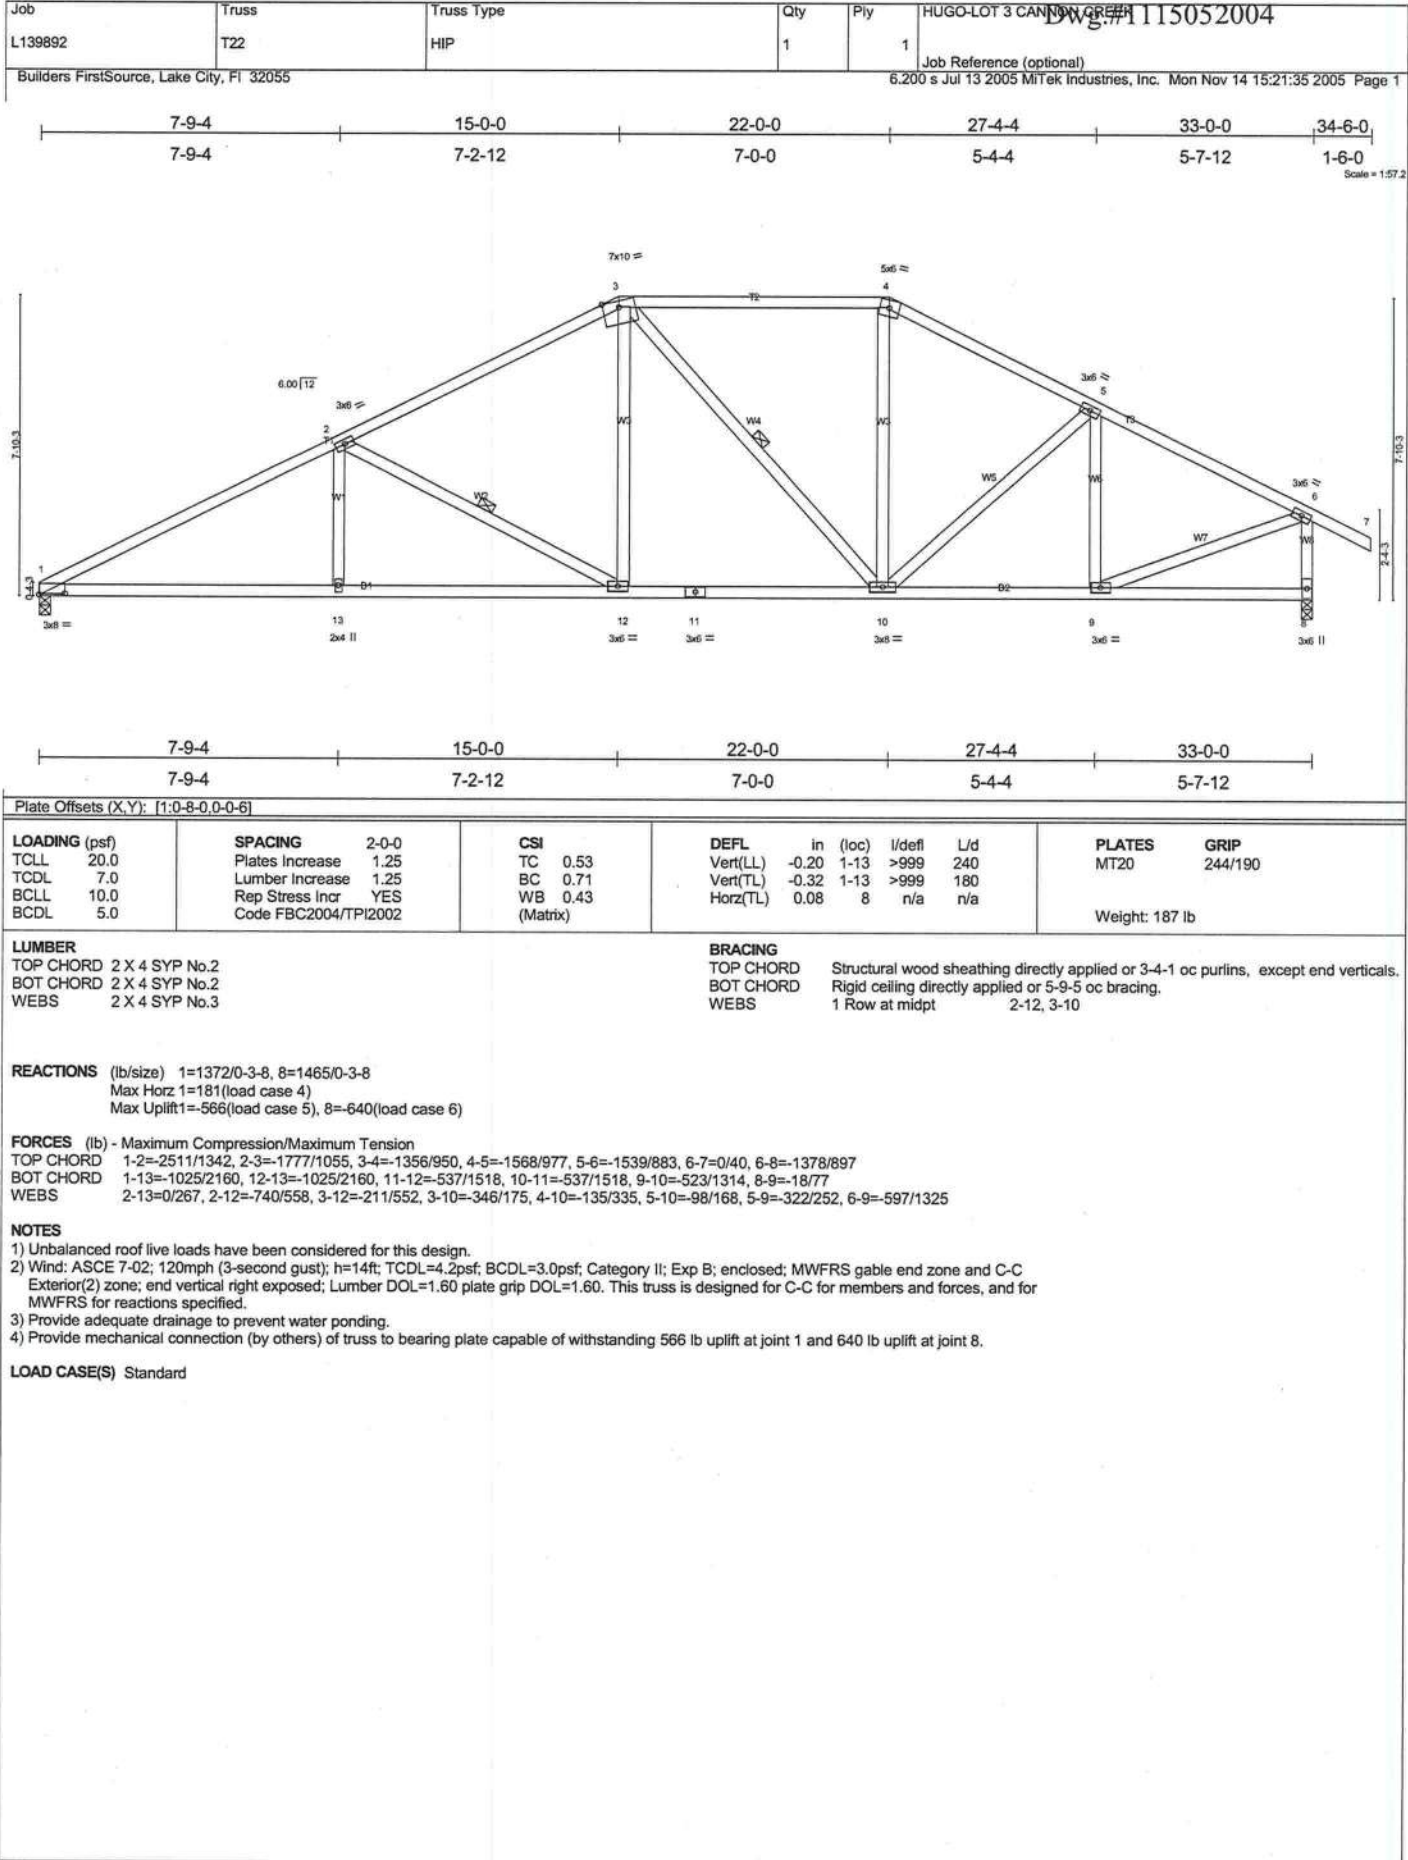 Job Truss Truss Type Qty Ply HUGO-LOT 3 CANNON CREEK Dwg.#1115052004
L139892 T22 HIP 1 1
Job Reference (optional)
Builders FirstSource, Lake City, Fl 32055 6.200 s Jul 13 2005 MiTek Industries, Inc. Mon Nov 14 15:21:35 2005 Page 1
7-9-4 15-0-0 22-0-0 27-4-4 33-0-0 34-6-0
7-9-4 7-2-12 7-0-0 5-4-4 5-7-12 1-6-0
Scale = 1:57.2
7x10 =
5x6 =
3 4
T2
6.00 12
3x6 =
3x6 =
5
2
T1
T3
W3 W4 W3
7-10-3 7-10-3
W1 W2 W5 W6
3x6 =
6
7
W7 W8
2-4-3
1
0-4-3
B1 B2
3x8 = 13 12 11 10 9 8
2x4 II 3x6 = 3x6 = 3x8 = 3x6 = 3x6 II
7-9-4 15-0-0 22-0-0 27-4-4 33-0-0
7-9-4 7-2-12 7-0-0 5-4-4 5-7-12
Plate Offsets (X,Y): [1:0-8-0,0-0-6]
LOADING (psf) SPACING 2-0-0 CSI DEFL in (loc) l/defl L/d PLATES GRIP
TCLL 20.0 Plates Increase 1.25 TC 0.53 Vert(LL) -0.20 1-13 >999 240 MT20 244/190
TCDL 7.0 Lumber Increase 1.25 BC 0.71 Vert(TL) -0.32 1-13 >999 180
BCLL 10.0 Rep Stress Incr YES WB 0.43 Horz(TL) 0.08 8 n/a n/a
BCDL 5.0 Code FBC2004/TPI2002 (Matrix) Weight: 187 lb
LUMBER
TOP CHORD 2 X 4 SYP No.2
BOT CHORD 2 X 4 SYP No.2
WEBS 2 X 4 SYP No.3
BRACING
TOP CHORD Structural wood sheathing directly applied or 3-4-1 oc purlins, except end verticals.
BOT CHORD Rigid ceiling directly applied or 5-9-5 oc bracing.
WEBS 1 Row at midpt 2-12, 3-10
REACTIONS (lb/size) 1=1372/0-3-8, 8=1465/0-3-8
Max Horz 1=181(load case 4)
Max Uplift1=-566(load case 5), 8=-640(load case 6)
FORCES (lb) - Maximum Compression/Maximum Tension
TOP CHORD 1-2=-2511/1342, 2-3=-1777/1055, 3-4=-1356/950, 4-5=-1568/977, 5-6=-1539/883, 6-7=0/40, 6-8=-1378/897
BOT CHORD 1-13=-1025/2160, 12-13=-1025/2160, 11-12=-537/1518, 10-11=-537/1518, 9-10=-523/1314, 8-9=-18/77
WEBS 2-13=0/267, 2-12=-740/558, 3-12=-211/552, 3-10=-346/175, 4-10=-135/335, 5-10=-98/168, 5-9=-322/252, 6-9=-597/1325
NOTES
1) Unbalanced roof live loads have been considered for this design.
2) Wind: ASCE 7-02; 120mph (3-second gust); h=14ft; TCDL=4.2psf; BCDL=3.0psf; Category II; Exp B; enclosed; MWFRS gable end zone and C-C
Exterior(2) zone; end vertical right exposed; Lumber DOL=1.60 plate grip DOL=1.60. This truss is designed for C-C for members and forces, and for
MWFRS for reactions specified.
3) Provide adequate drainage to prevent water ponding.
4) Provide mechanical connection (by others) of truss to bearing plate capable of withstanding 566 lb uplift at joint 1 and 640 lb uplift at joint 8.
LOAD CASE(S) Standard